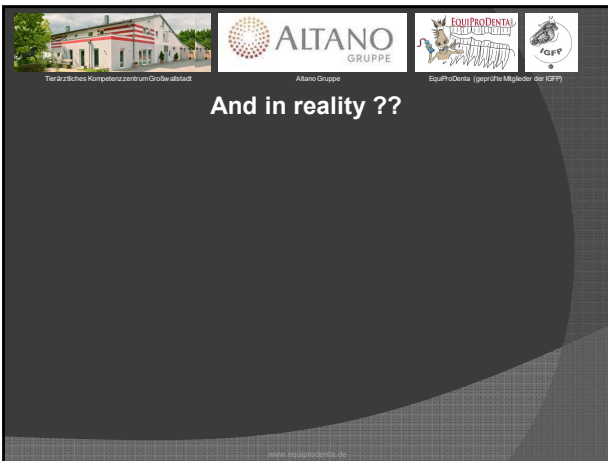 ALTANO
GRUPPE
EQUIPRODENTAL
IGFP
Tierärztliches Kompetenzzentrum Großwallstadt
Altano Gruppe
EquiProDenta (geprüfte Mitglieder der IGFP)
And in reality ??
www.equiprodenta.de